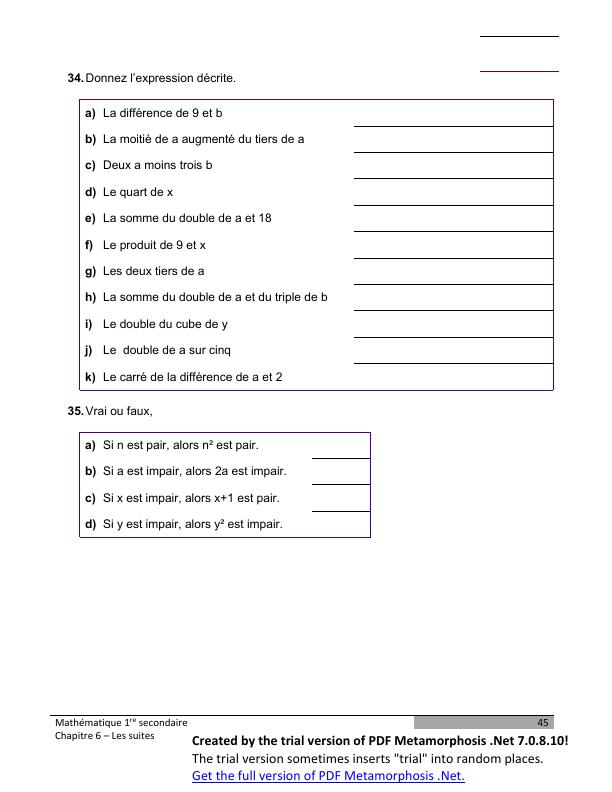 34. Donnez l'expression décrite.
a) La différence de 9 et b
b) La moitié de a augmenté du tiers de a
c) Deux a moins trois b
d) Le quart de x
e) La somme du double de a et 18
f) Le produit de 9 et x
g) Les deux tiers de a
h) La somme du double de a et du triple de b
i) Le double du cube de y
j) Le  double de a sur cinq
k) Le carré de la différence de a et 2
35. Vrai ou faux,
a) Si n est pair, alors n² est pair.
b) Si a est impair, alors 2a est impair.
c) Si x est impair, alors x+1 est pair.
d) Si y est impair, alors y² est impair.
Mathématique 1re secondaire 45
Chapitre 6 – Les suites
Created by the trial version of PDF Metamorphosis .Net 7.0.8.10!
The trial version sometimes inserts "trial" into random places.
Get the full version of PDF Metamorphosis .Net.